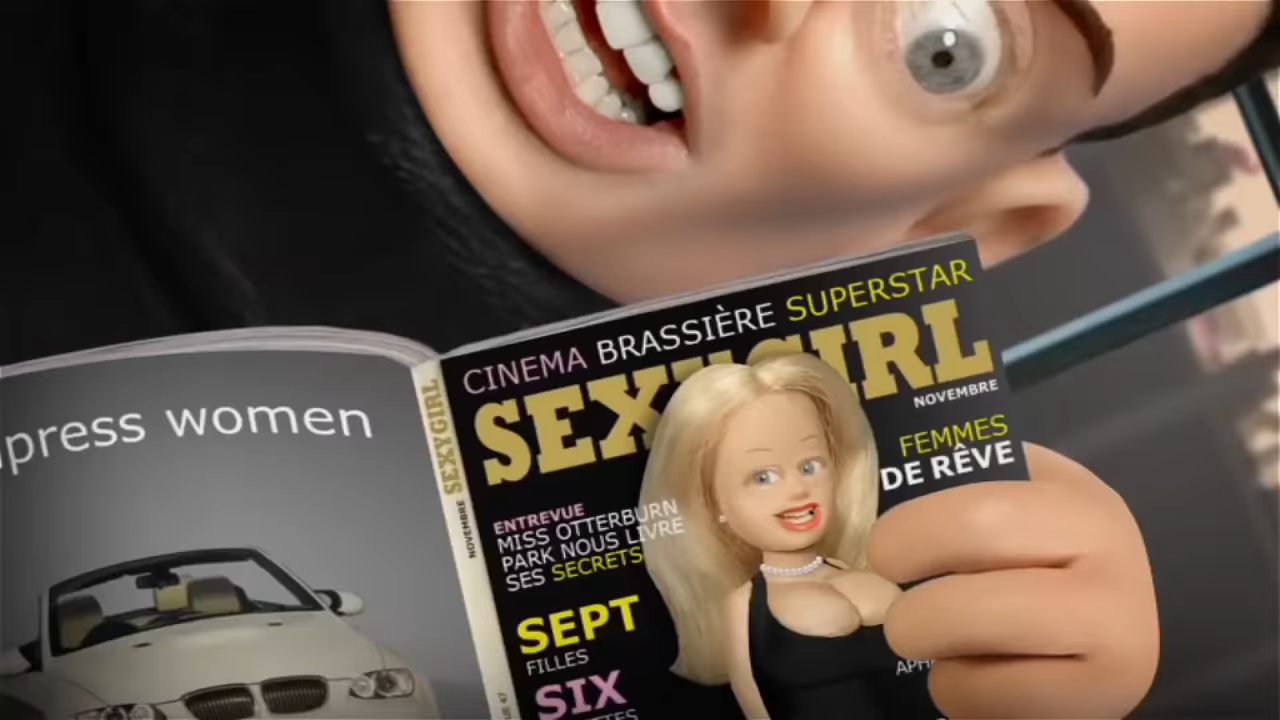 press women
SEXYGIRL
NOVEMBRE
CINEMA BRASSIÈRE SUPERSTAR
SEXYGIRL
NOVEMBRE
FEMMES
DE RÊVE
ENTREVUE
MISS OTTERBURN
PARK NOUS LIVRE
SES SECRETS
SEPT
FILLES
SIX